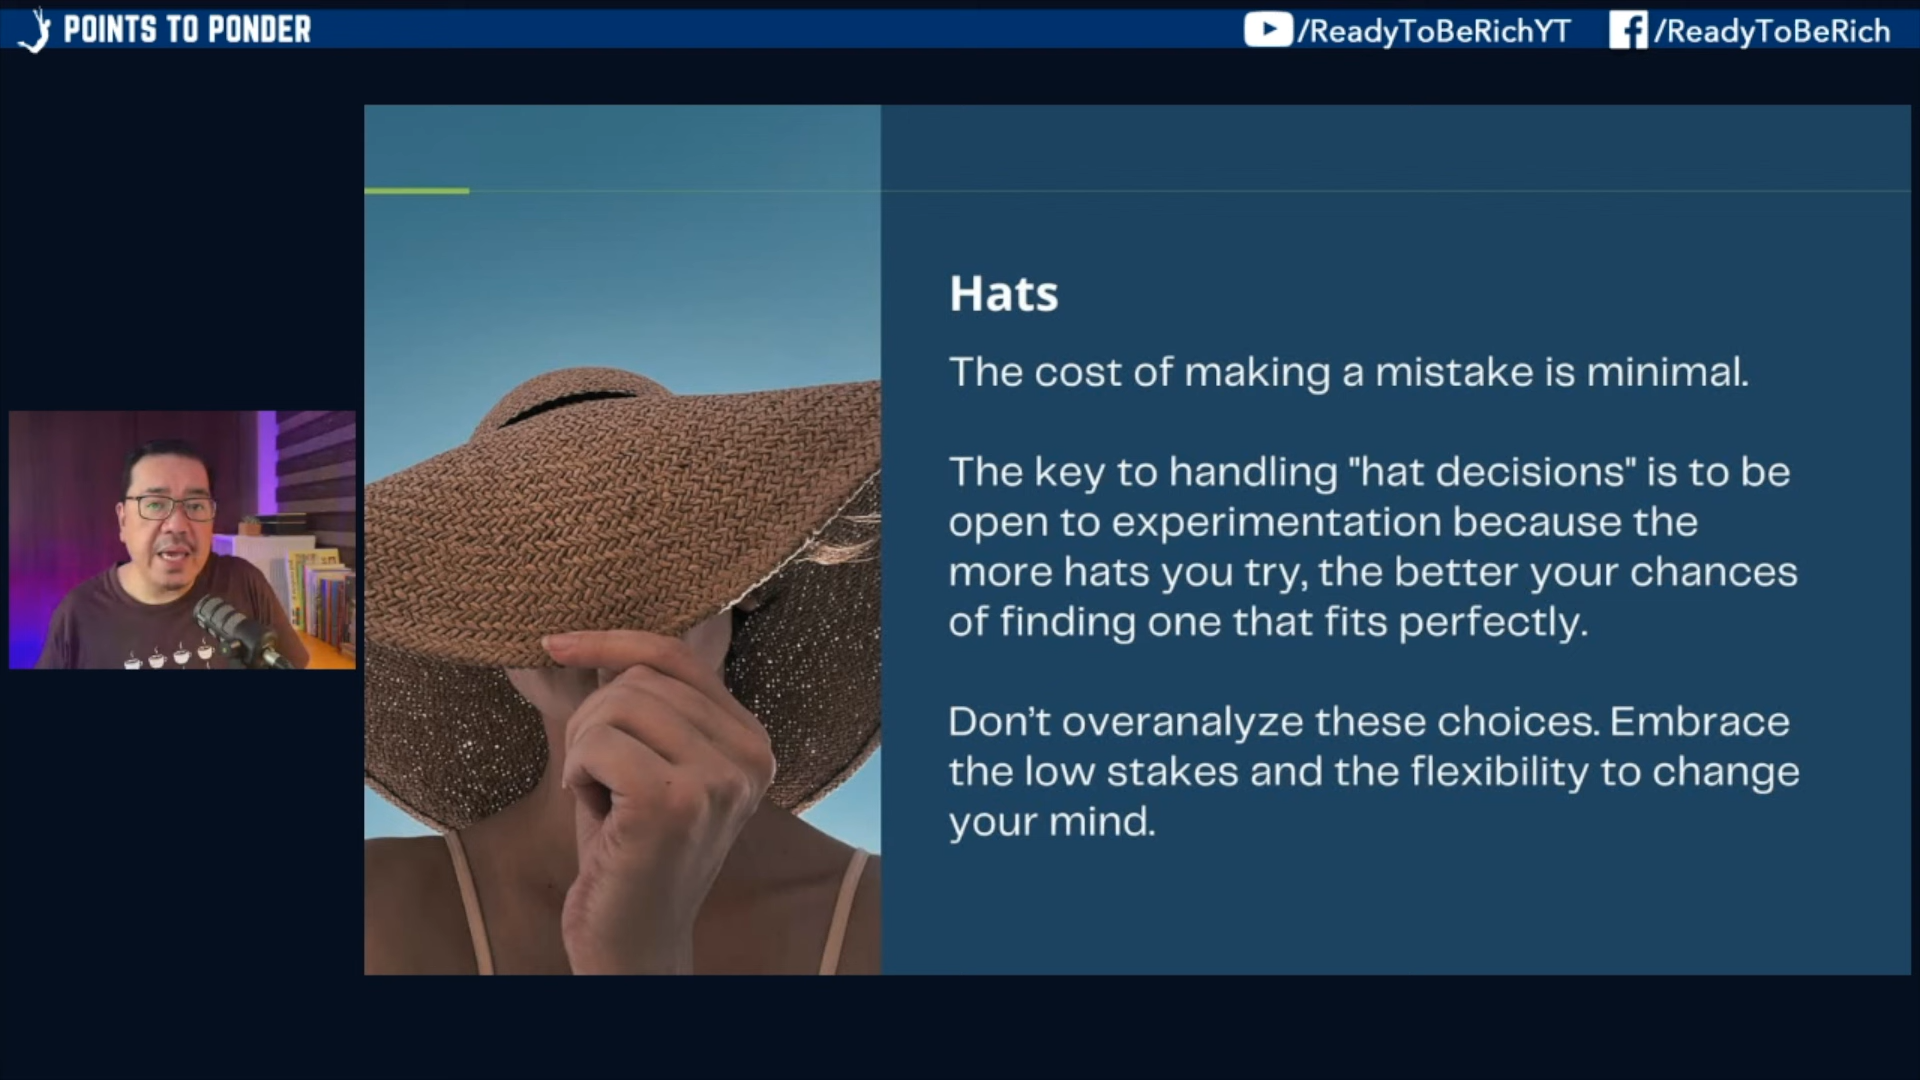 POINTS TO PONDER
/ReadyToBeRichYT
/ReadyToBeRich
Hats
The cost of making a mistake is minimal.
The key to handling "hat decisions" is to be
open to experimentation because the
more hats you try, the better your chances
of finding one that fits perfectly.
Don’t overanalyze these choices. Embrace
the low stakes and the flexibility to change
your mind.